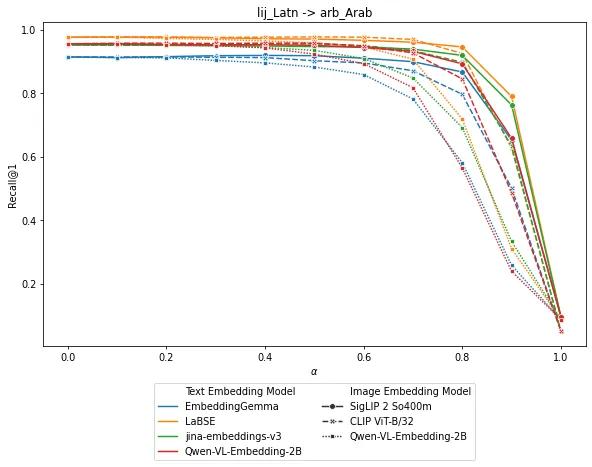 lij_Latn -> arb_Arab
1.0
0.8
0.6
0.4
0.2
Recall@1
0.0 0.2 0.4 0.6 0.8 1.0
α
Text Embedding Model
EmbeddingGemma
LaBSE
jina-embeddings-v3
Qwen-VL-Embedding-2B
Image Embedding Model
SigLIP 2 So400m
CLIP ViT-B/32
Qwen-VL-Embedding-2B